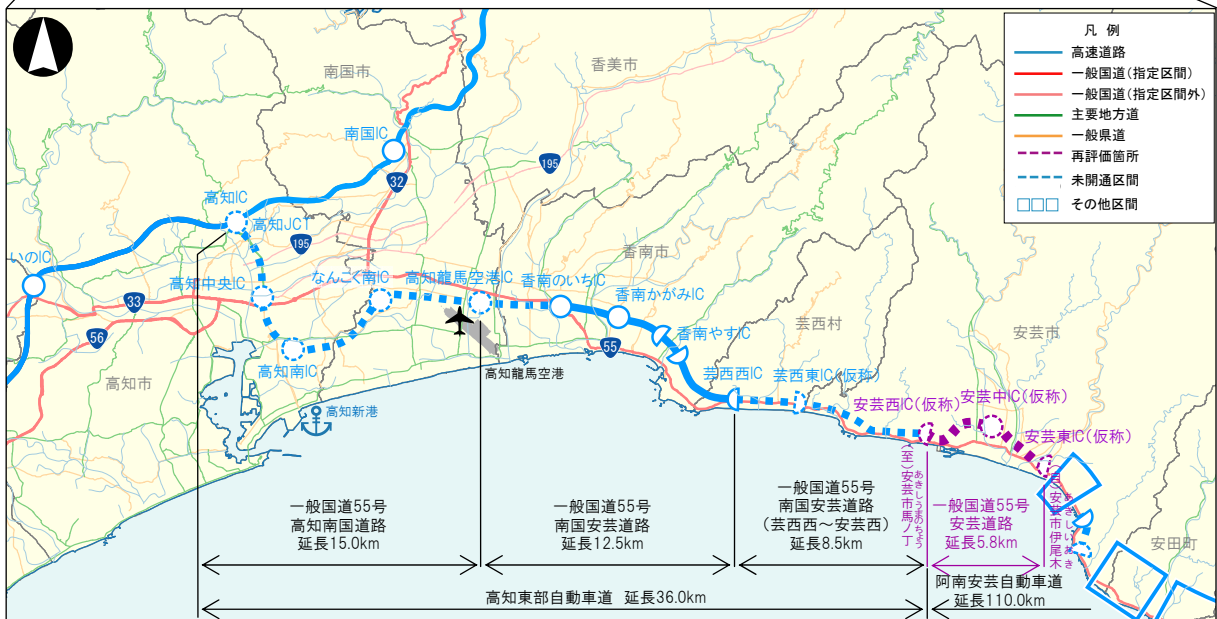 凡 例
高速道路
一般国道(指定区間)
一般国道(指定区間外)
主要地方道
一般県道
再評価箇所
未開通区間
その他区間
南国市
香美市
南国IC
195
32
高知IC
高知JCT
195
いのIC
香南市
高知中央IC
なんこく南IC
高知龍馬空港IC
香南のいちIC
香南かがみIC
33
芸西村
安芸市
香南やすIC
56
55
高知南IC
高知市
高知龍馬空港
芸西西IC
芸西東IC(仮称)
安芸西IC(仮称)
安芸中IC(仮称)
安芸東IC(仮称)
高知新港
(至)安芸市馬ノ丁
あきしうまのちょう
(自)安芸市伊尾木
あきしいおき
安田町
一般国道55号
高知南国道路
延長15.0km
一般国道55号
南国安芸道路
延長12.5km
一般国道55号
南国安芸道路
(芸西西~安芸西)
延長8.5km
一般国道55号
安芸道路
延長5.8km
高知東部自動車道 延長36.0km
阿南安芸自動車道
延長110.0km